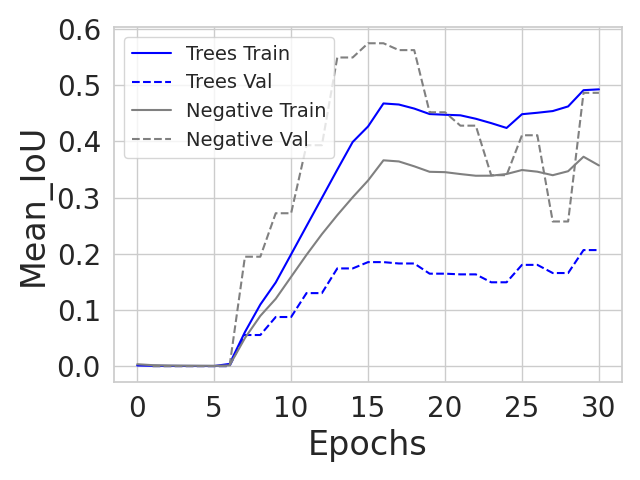 0.6
0.5
0.4
0.3
0.2
0.1
0.0
Mean_IoU
Trees Train
Trees Val
Negative Train
Negative Val
0 5 10 15 20 25 30
Epochs